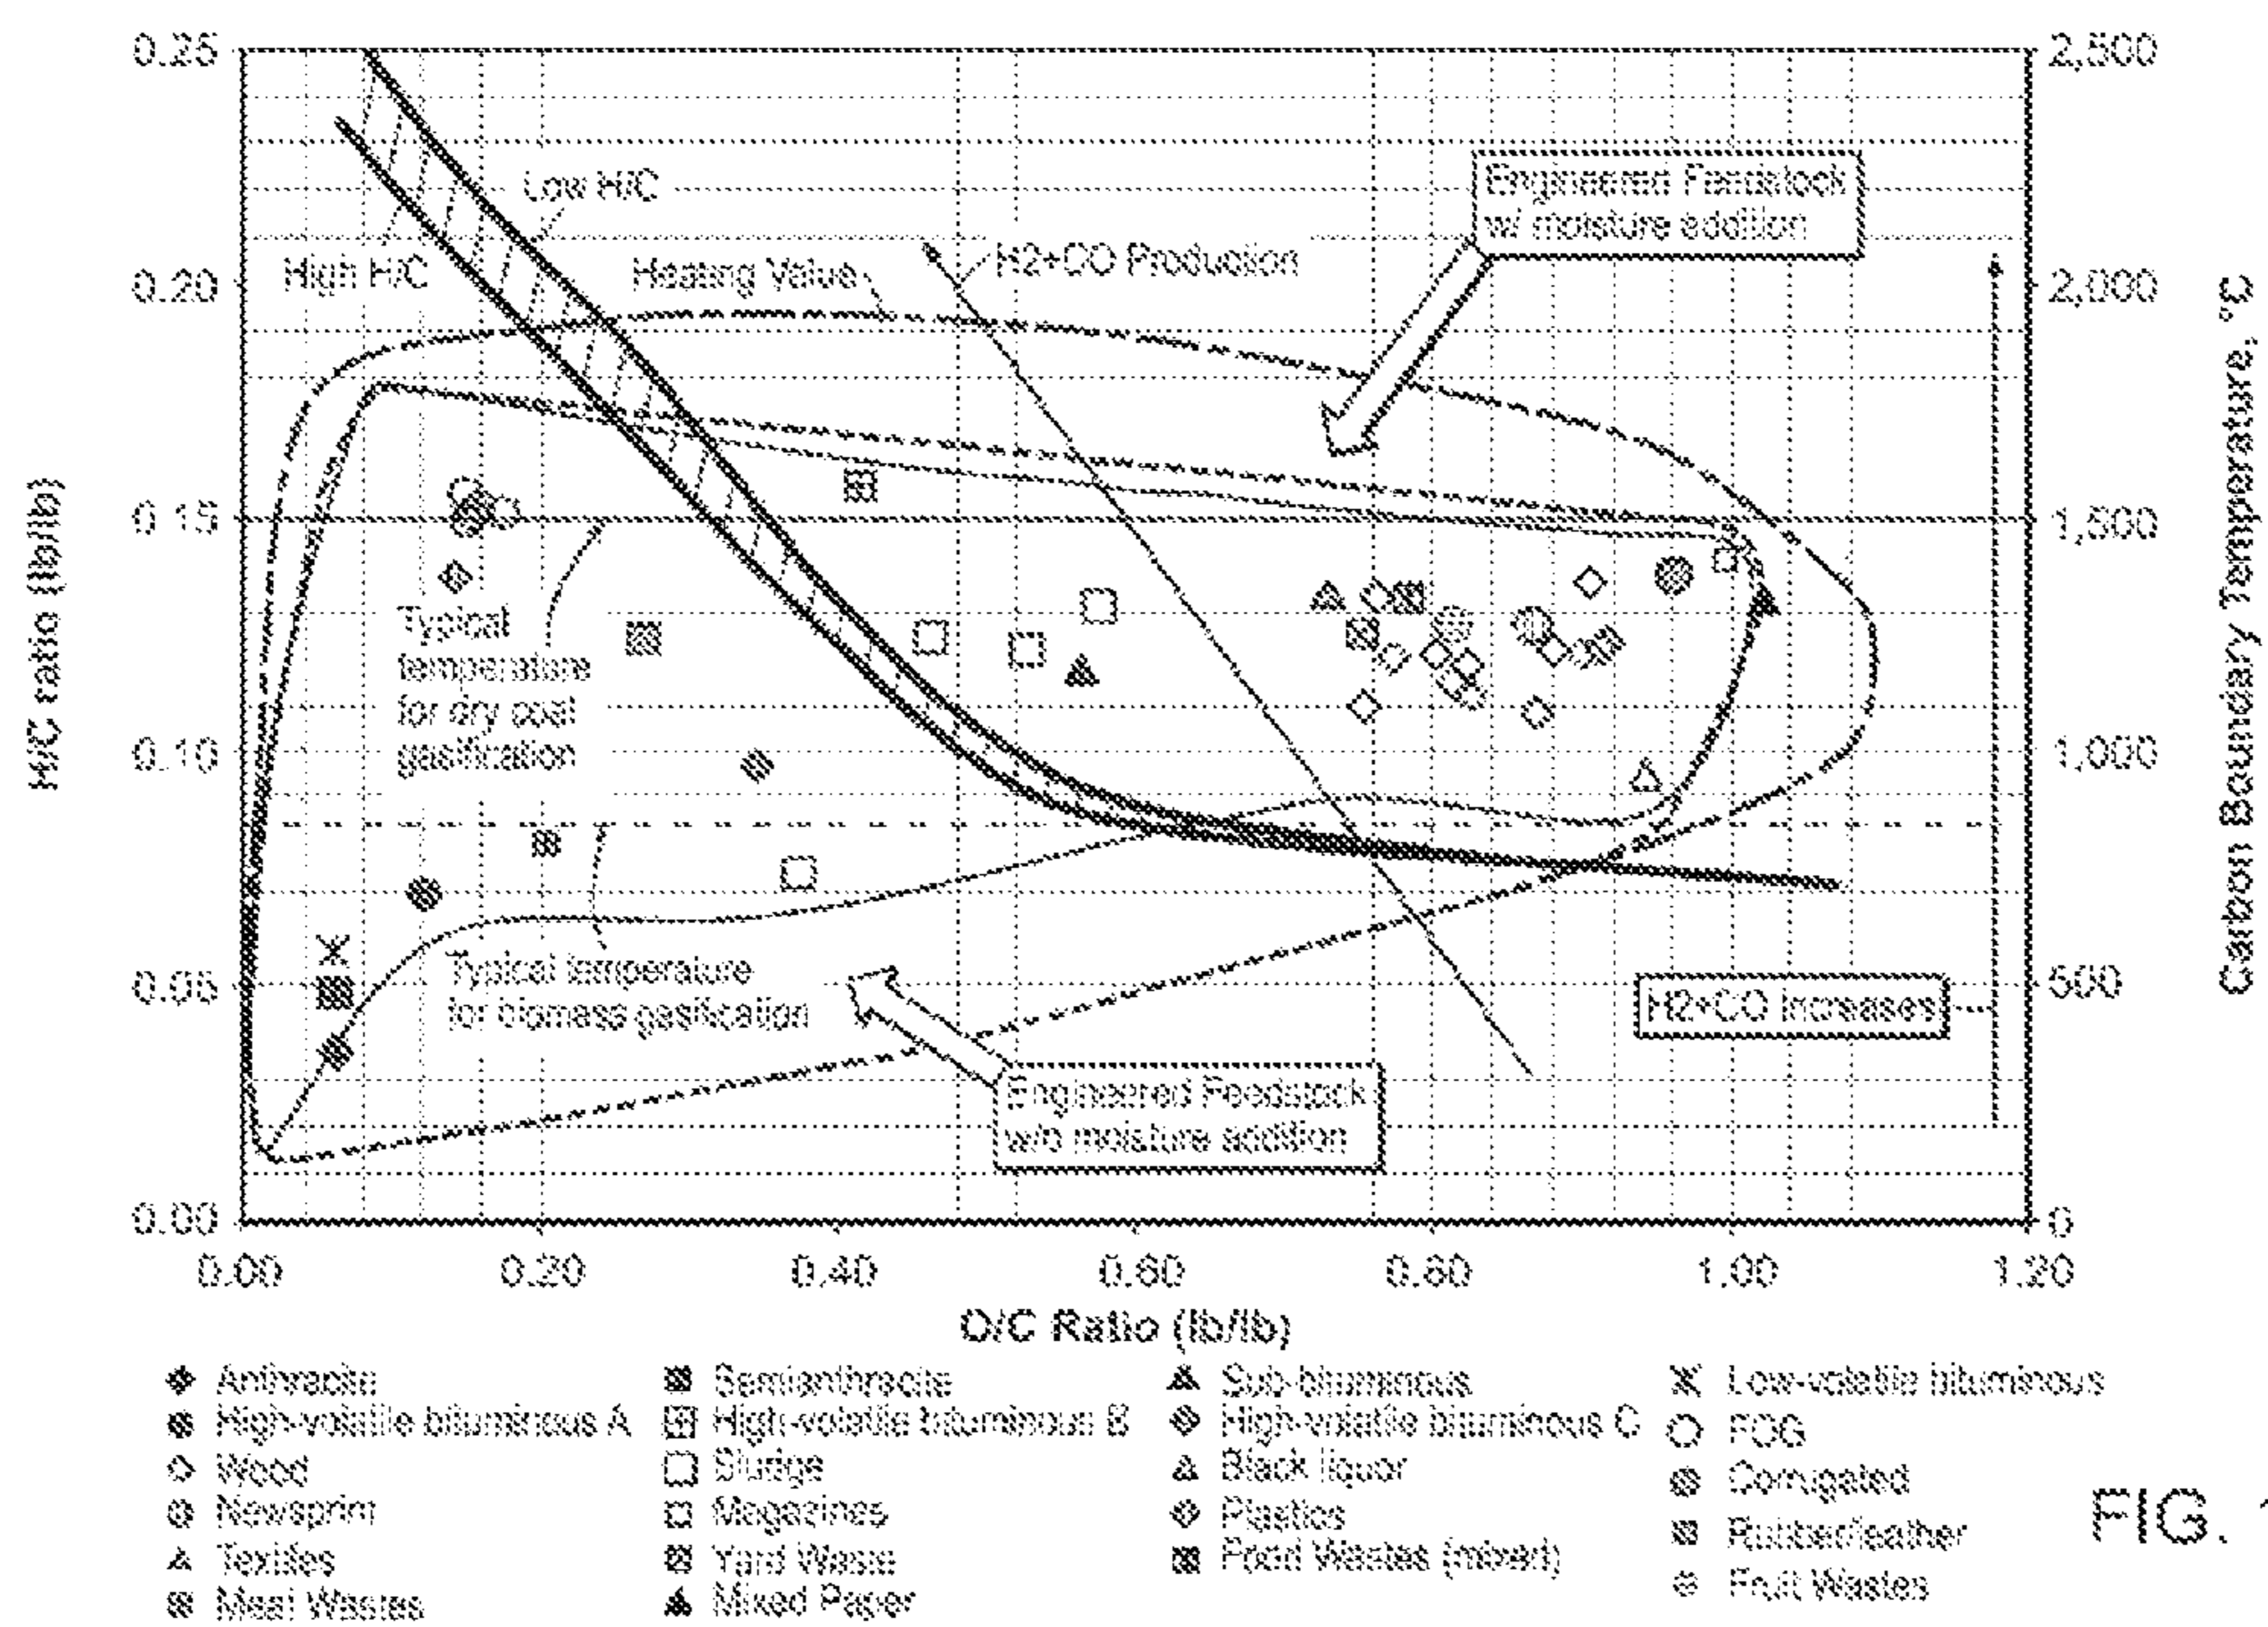 0.25
2,500
Engineered Feedstock
w/ moisture addition
Low H/C
High H/C
Heating Value
H2+CO Production
0.20
2,000
H/C ratio (lb/lb)
Carbon Boundary Temperature, °C
0.15
1,500
Typical
temperature
for dry coal
gasification
0.10
1,000
Typical temperature
for biomass gasification
0.05
500
H2+CO Increases
Engineered Feedstock
w/o moisture addition
0.00
0
0.00 0.20 0.40 0.60 0.80 1.00 1.20
O/C Ratio (lb/lb)
Anthracite Semianthracite Sub-bituminous Low-volatile bituminous
High-volatile bituminous A High-volatile bituminous B High-volatile bituminous C FOG
Wood Sludge Black liquor Corrugated
Newsprint Magazines Plastics Rubber/leather
Textiles Yard Waste Food Wastes (mixed) Fruit Wastes
Meat Wastes Mixed Paper
FIG. 1